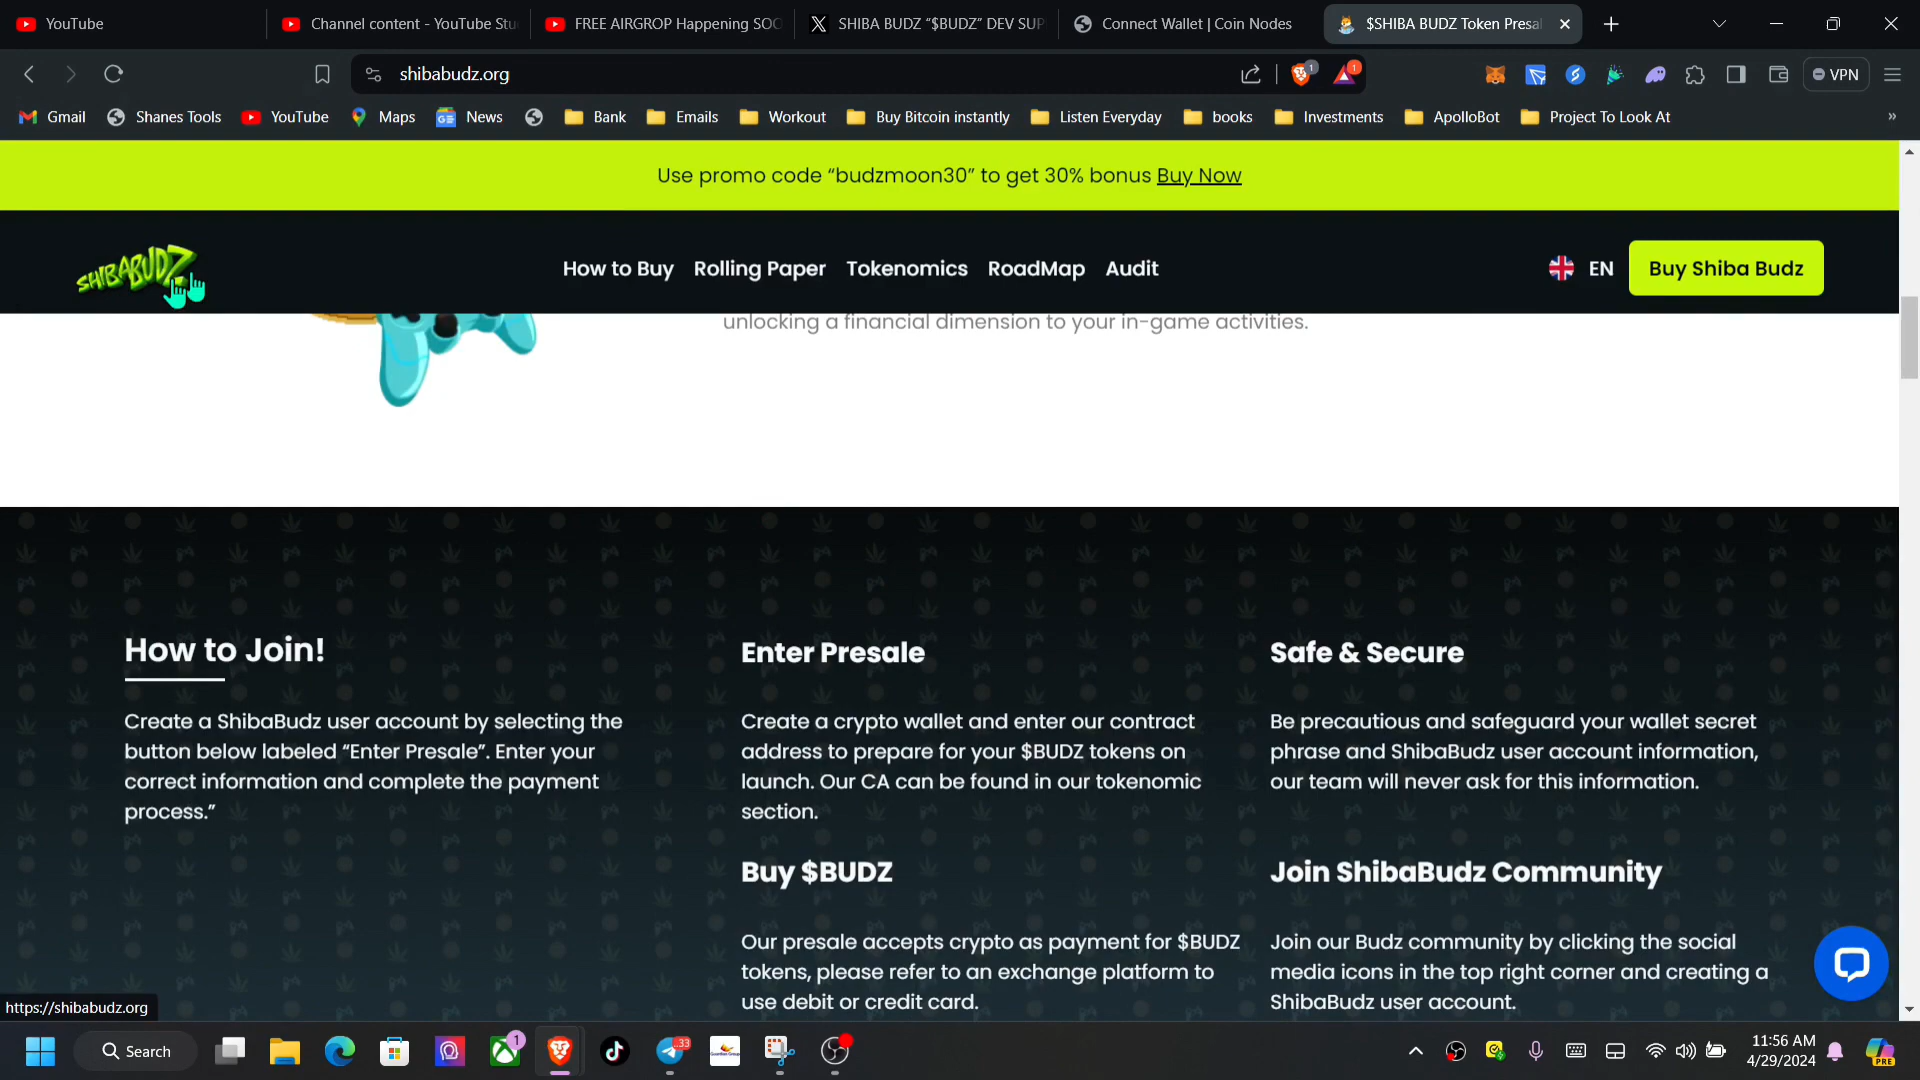 YouTube
Channel content - YouTube Stu
FREE AIRGROP Happening SOO
SHIBA BUDZ “$BUDZ” DEV SUP
Connect Wallet | Coin Nodes
$SHIBA BUDZ Token Presal
shibabudz.org
1
1
VPN
Gmail
Shanes Tools
YouTube
Maps
News
Bank
Emails
Workout
Buy Bitcoin instantly
Listen Everyday
books
Investments
ApolloBot
Project To Look At
Use promo code “budzmoon30” to get 30% bonus Buy Now
SHIBABUDZ
How to Buy
Rolling Paper
Tokenomics
RoadMap
Audit
EN
Buy Shiba Budz
unlocking a financial dimension to your in-game activities.
How to Join!
Create a ShibaBudz user account by selecting the
button below labeled “Enter Presale”. Enter your
correct information and complete the payment
process.”
Enter Presale
Create a crypto wallet and enter our contract
address to prepare for your $BUDZ tokens on
launch. Our CA can be found in our tokenomic
section.
Safe & Secure
Be precautious and safeguard your wallet secret
phrase and ShibaBudz user account information,
our team will never ask for this information.
Buy $BUDZ
Our presale accepts crypto as payment for $BUDZ
tokens, please refer to an exchange platform to
use debit or credit card.
Join ShibaBudz Community
Join our Budz community by clicking the social
media icons in the top right corner and creating a
ShibaBudz user account.
https://shibabudz.org
Search
1
33
11:56 AM
4/29/2024
PRE